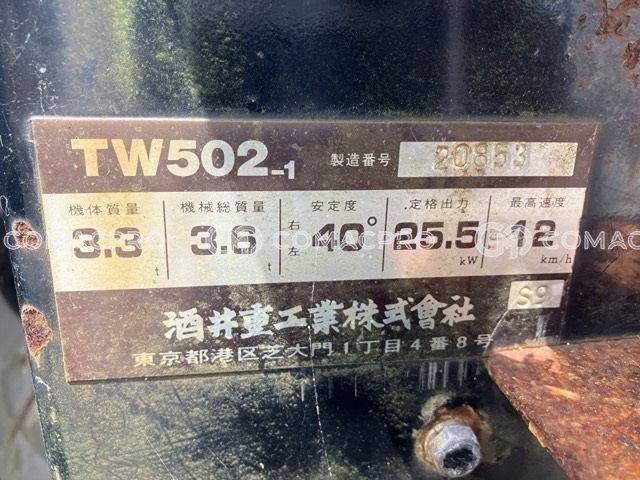 TW502-1 製造番号 20853
機体質量 機械総質量 安定度 定格出力 最高速度
3.3 t 3.6 t 右左 40° 25.5 kW 12 km/h
S9
酒井重工業株式會社
東京都港区芝大門1丁目4番8号
COMACPRO COMACPRO COMACPRO